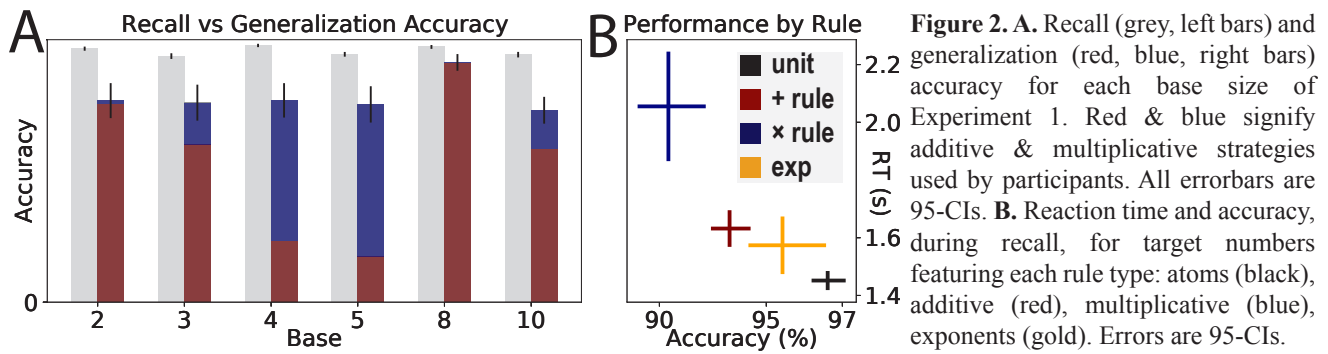 A
Recall vs Generalization Accuracy
Accuracy
0
2 3 4 5 8 10
Base
B
Performance by Rule
unit
+ rule
× rule
exp
2.2
2.0
1.6
1.4
RT (s)
90 95 97
Accuracy (%)
Figure 2. A. Recall (grey, left bars) and
generalization (red, blue, right bars)
accuracy for each base size of
Experiment 1. Red & blue signify
additive & multiplicative strategies
used by participants. All errorbars are
95-CIs. B. Reaction time and accuracy,
during recall, for target numbers
featuring each rule type: atoms (black),
additive (red), multiplicative (blue),
exponents (gold). Errors are 95-CIs.